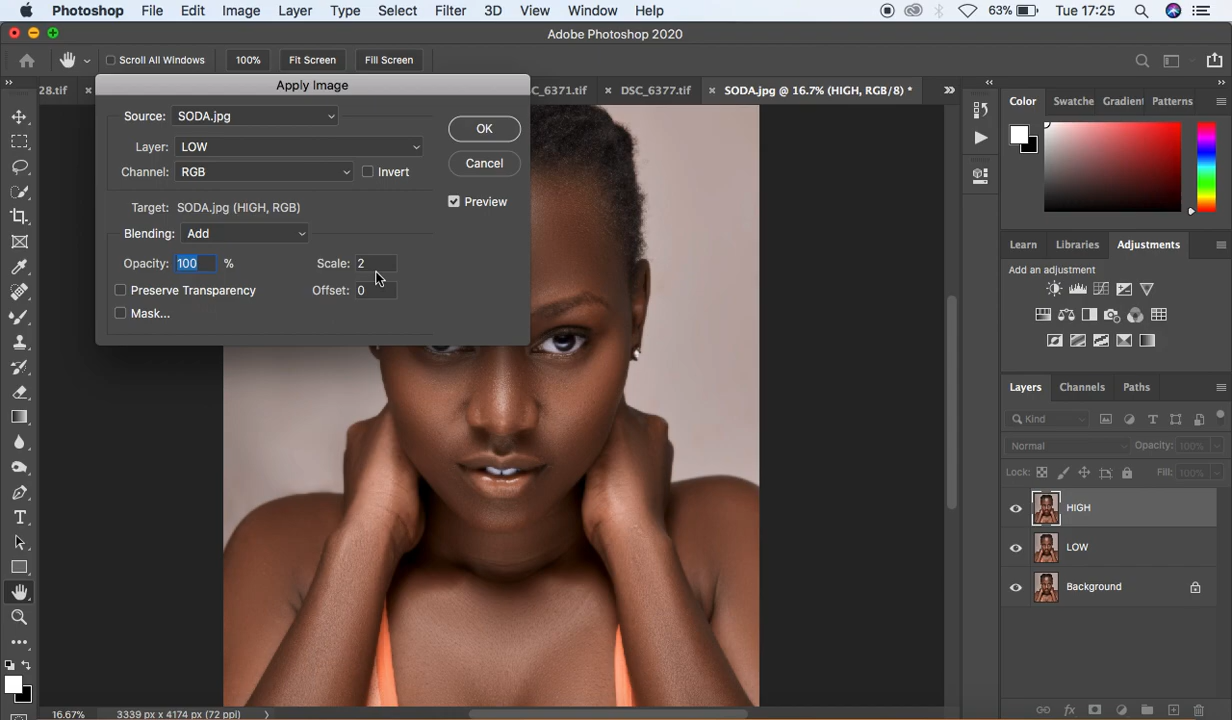 Photoshop File Edit Image Layer Type Select Filter 3D View Window Help 63% Tue 17:25
Adobe Photoshop 2020
Scroll All Windows 100% Fit Screen Fill Screen
28.tif × C_6371.tif × DSC_6377.tif × SODA.jpg @ 16.7% (HIGH, RGB/8) *
Apply Image
Source: SODA.jpg
OK
Layer: LOW
Cancel
Channel: RGB Invert
Preview
Target: SODA.jpg (HIGH, RGB)
Blending: Add
Opacity: 100 % Scale: 2
Preserve Transparency Offset: 0
Mask...
Color Swatche Gradient Patterns
Learn Libraries Adjustments
Add an adjustment
Layers Channels Paths
Kind
Normal Opacity: 100%
Lock: Fill: 100%
HIGH
LOW
Background
16.67% 3339 px x 4174 px (72 ppi)